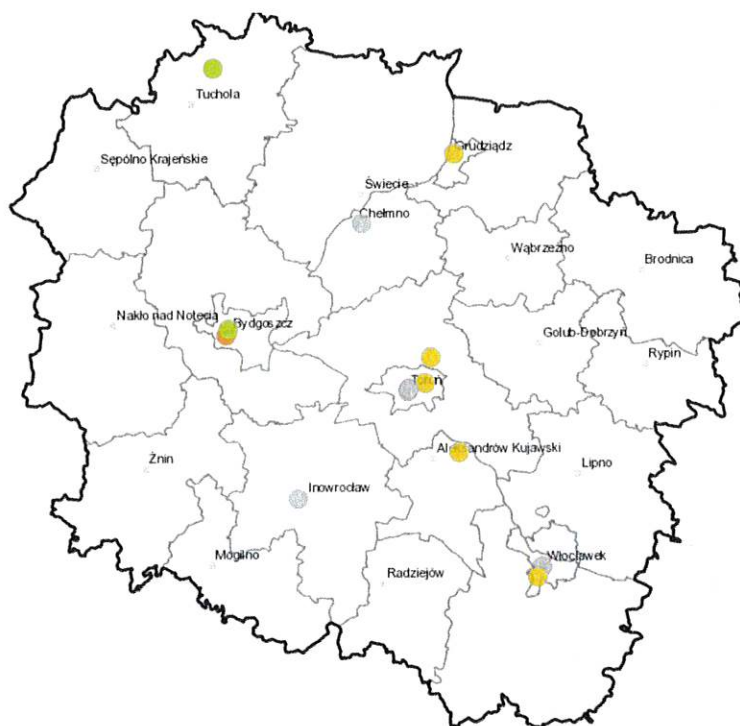 Tuchola
Grudziądz
Sępólno Krajeńskie
Świecie
Chełmno
Wąbrzeźno
Brodnica
Nakło nad Notecią
Bydgoszcz
Golub-Dobrzyń
Rypin
Toruń
Aleksandrów Kujawski
Żnin
Lipno
Inowrocław
Mogilno
Włocławek
Radziejów